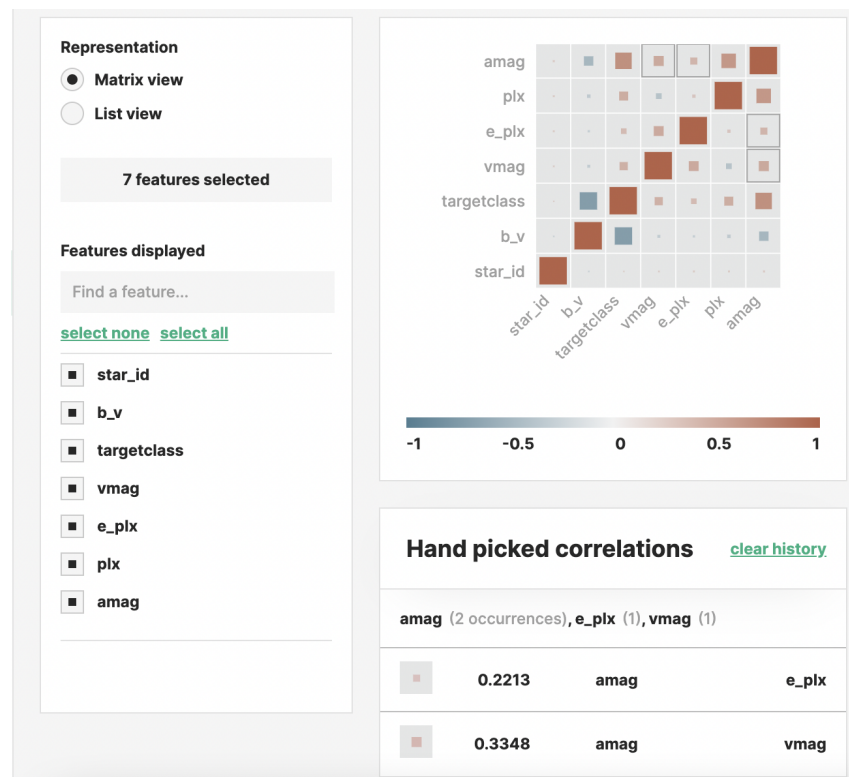 Representation
Matrix view
List view
7 features selected
Features displayed
Find a feature...
select none select all
star_id
b_v
targetclass
vmag
e_plx
plx
amag
amag
plx
e_plx
vmag
targetclass
b_v
star_id
star_id b_v targetclass vmag e_plx plx amag
-1 -0.5 0 0.5 1
Hand picked correlations clear history
amag (2 occurrences), e_plx (1), vmag (1)
0.2213 amag e_plx
0.3348 amag vmag